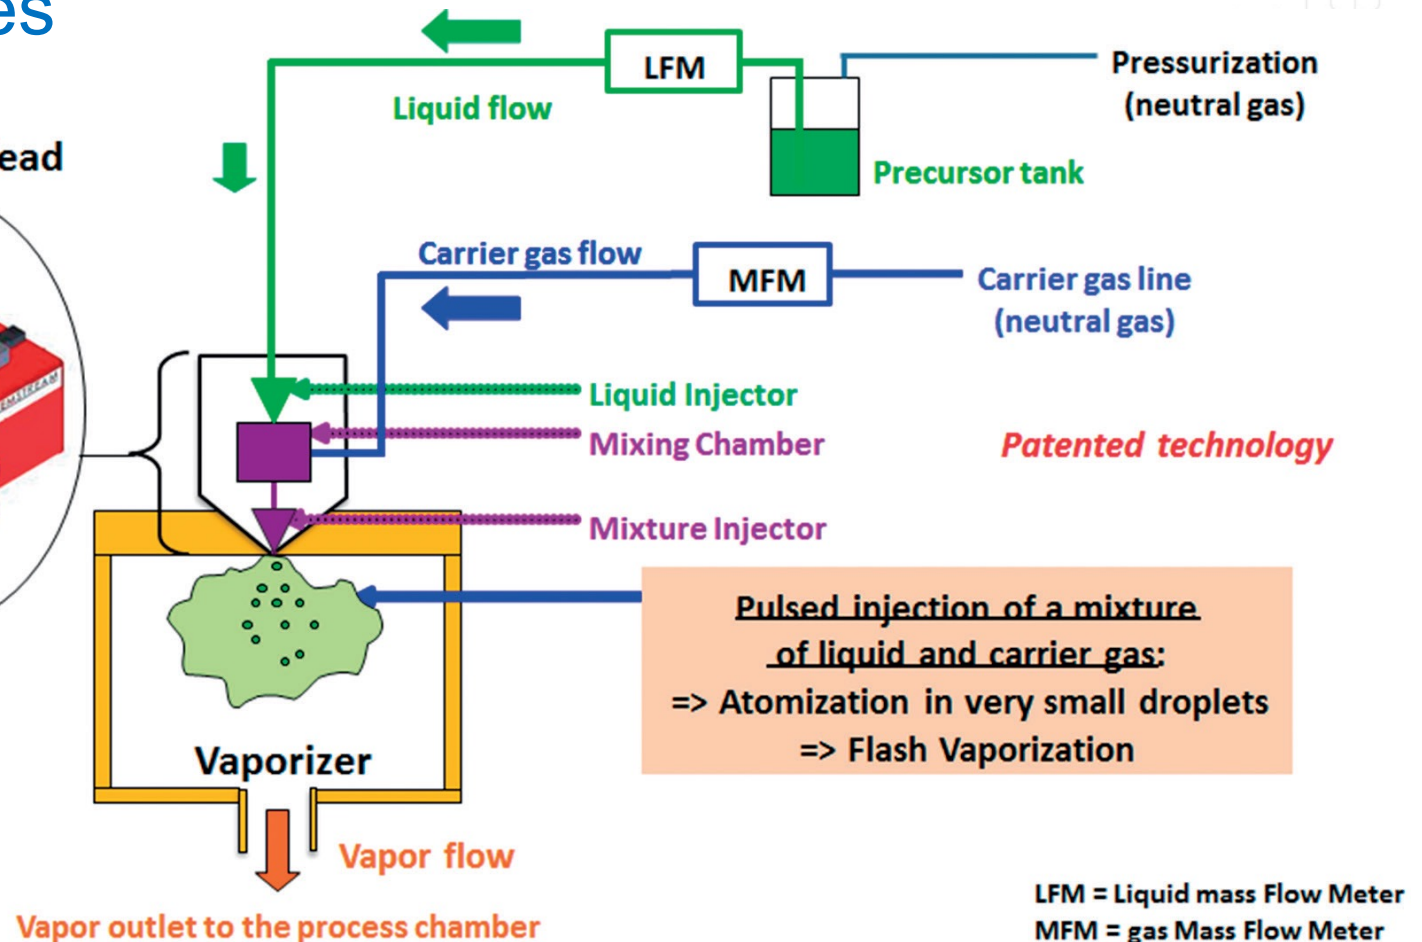 es
LFM
Pressurization
(neutral gas)
Liquid flow
ead
Precursor tank
Carrier gas flow
MFM
Carrier gas line
(neutral gas)
EMSTREAM
Liquid Injector
Mixing Chamber
Patented technology
Mixture Injector
Pulsed injection of a mixture
of liquid and carrier gas:
=> Atomization in very small droplets
=> Flash Vaporization
Vaporizer
Vapor flow
Vapor outlet to the process chamber
LFM = Liquid mass Flow Meter
MFM = gas Mass Flow Meter